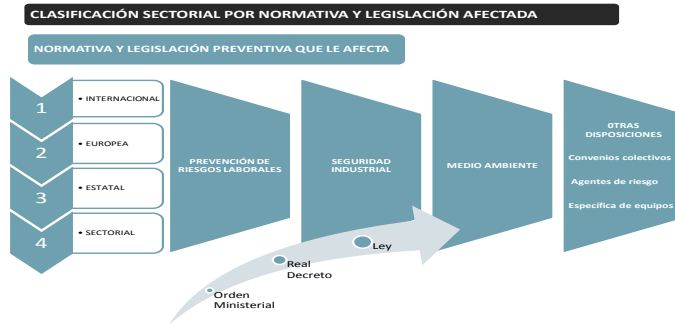 CLASIFICACIÓN SECTORIAL POR NORMATIVA Y LEGISLACIÓN AFECTADA
NORMATIVA Y LEGISLACIÓN PREVENTIVA QUE LE AFECTA
1
• INTERNACIONAL
2
• EUROPEA
3
• ESTATAL
4
• SECTORIAL
PREVENCIÓN DE
RIESGOS LABORALES
SEGURIDAD
INDUSTRIAL
MEDIO AMBIENTE
0TRAS
DISPOSICIONES
Convenios colectivos
Agentes de riesgo
Específica de equipos
Ley
Real
Decreto
Orden
Ministerial